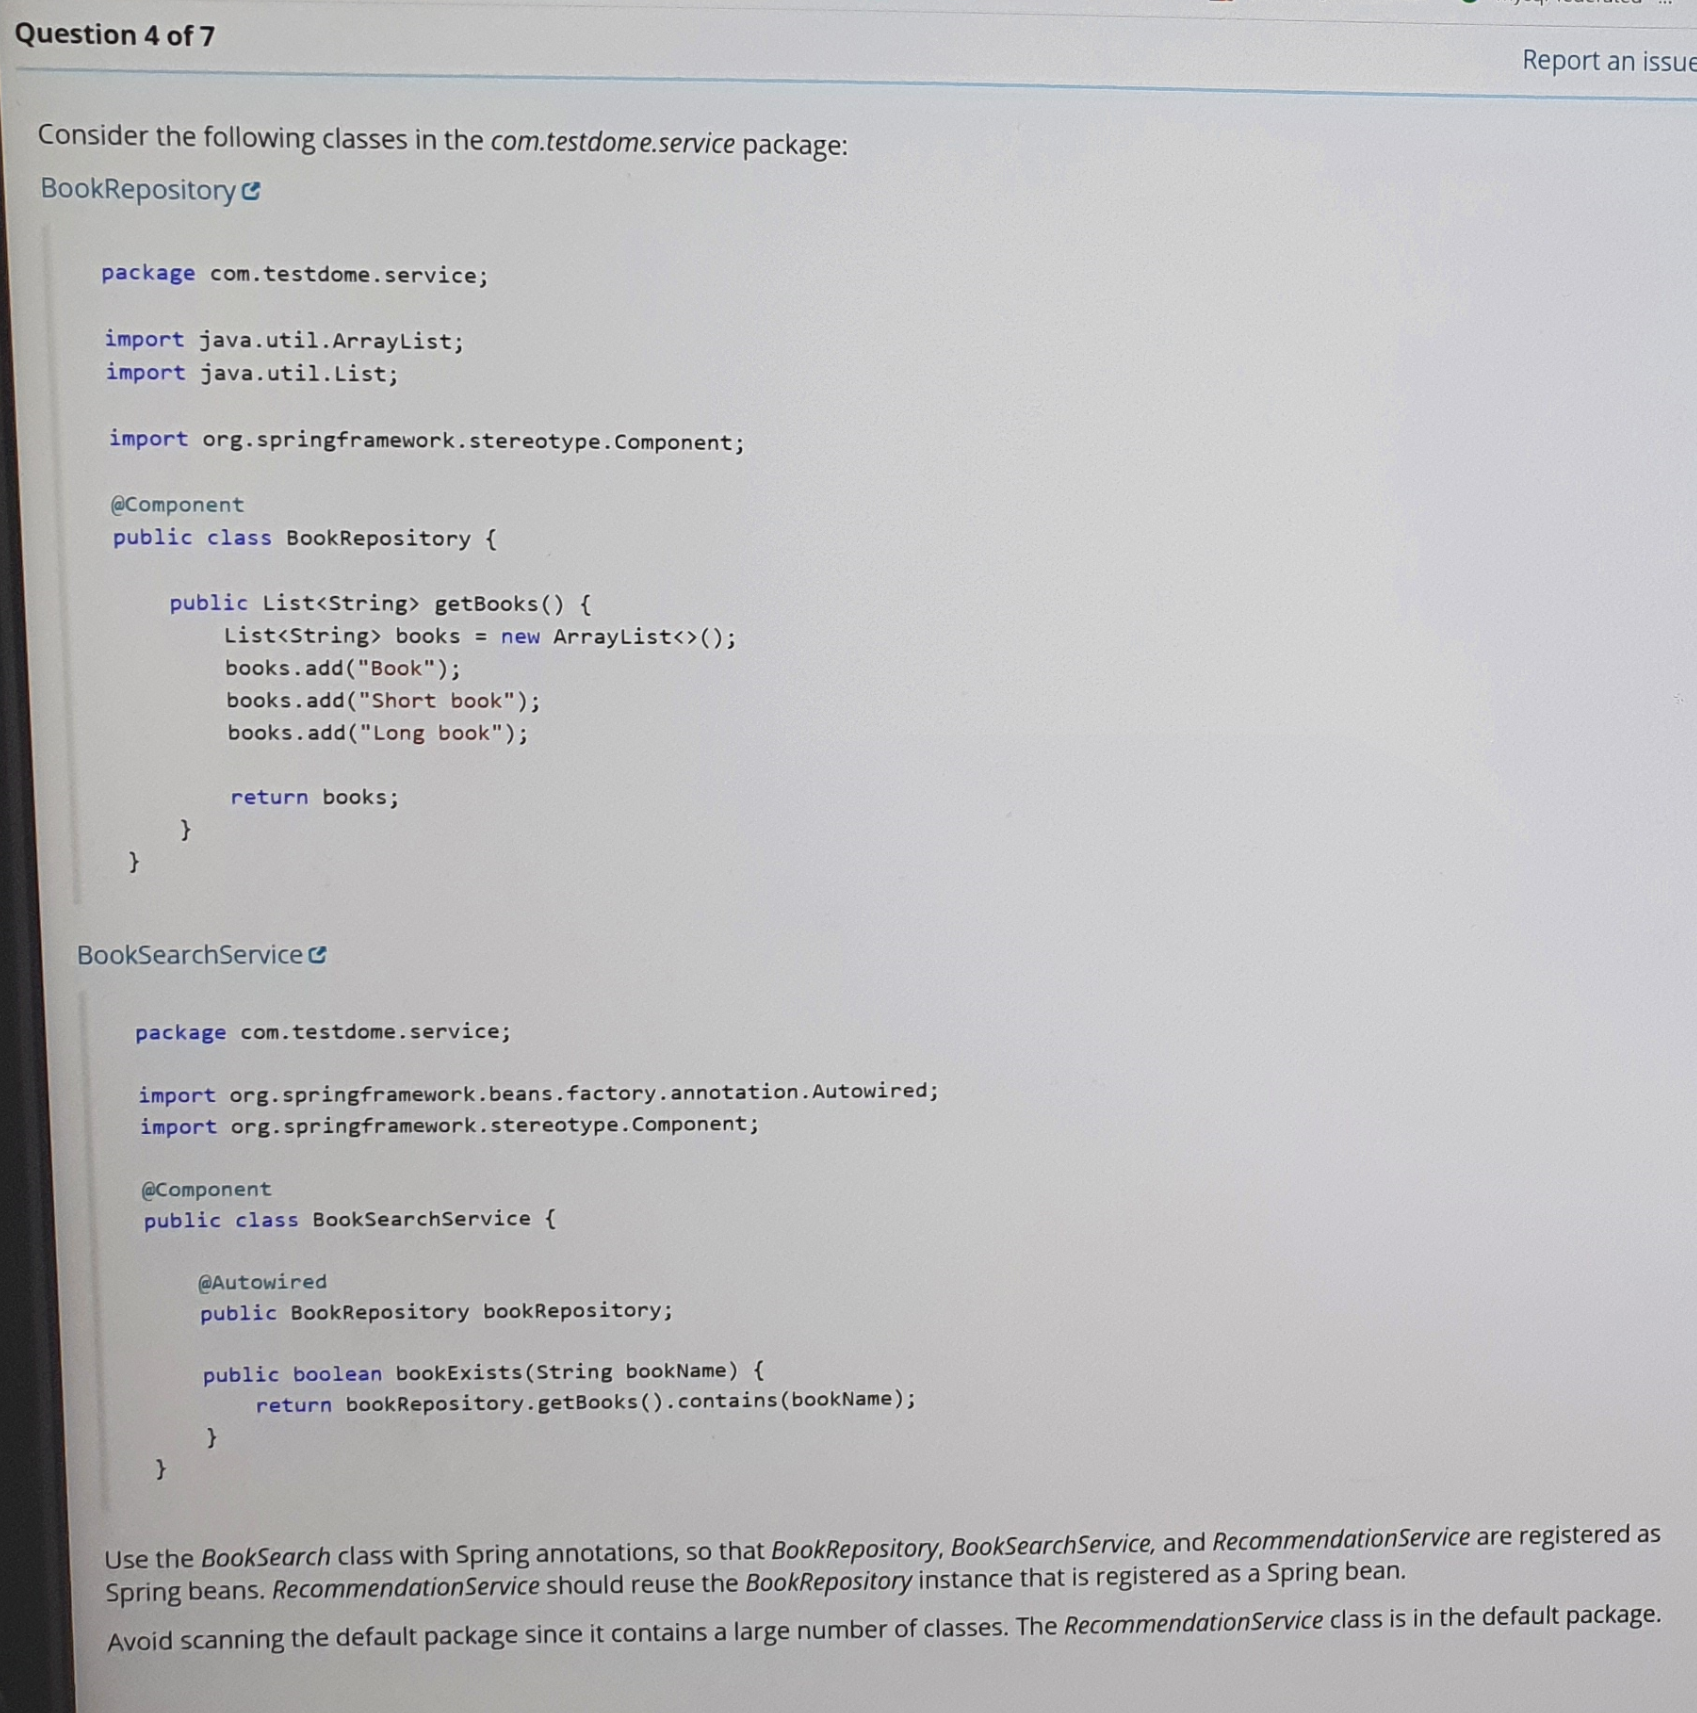 Question 4 of 7
Report an issue
Consider the following classes in the com.testdome.service package:
BookRepository
package com.testdome.service;
import java.util.ArrayList;
import java.util.List;
import org.springframework.stereotype.Component;
@Component
public class BookRepository {
public List<String> getBooks() {
List<String> books = new ArrayList<>();
books.add("Book");
books.add("Short book");
books.add("Long book");
return books;
}
}
BookSearchService
package com.testdome.service;
import org.springframework.beans.factory.annotation.Autowired;
import org.springframework.stereotype.Component;
@Component
public class BookSearchService {
@Autowired
public BookRepository bookRepository;
public boolean bookExists(String bookName) {
return bookRepository.getBooks().contains(bookName);
}
}
Use the BookSearch class with Spring annotations, so that BookRepository, BookSearchService, and RecommendationService are registered as
Spring beans. RecommendationService should reuse the BookRepository instance that is registered as a Spring bean.
Avoid scanning the default package since it contains a large number of classes. The RecommendationService class is in the default package.